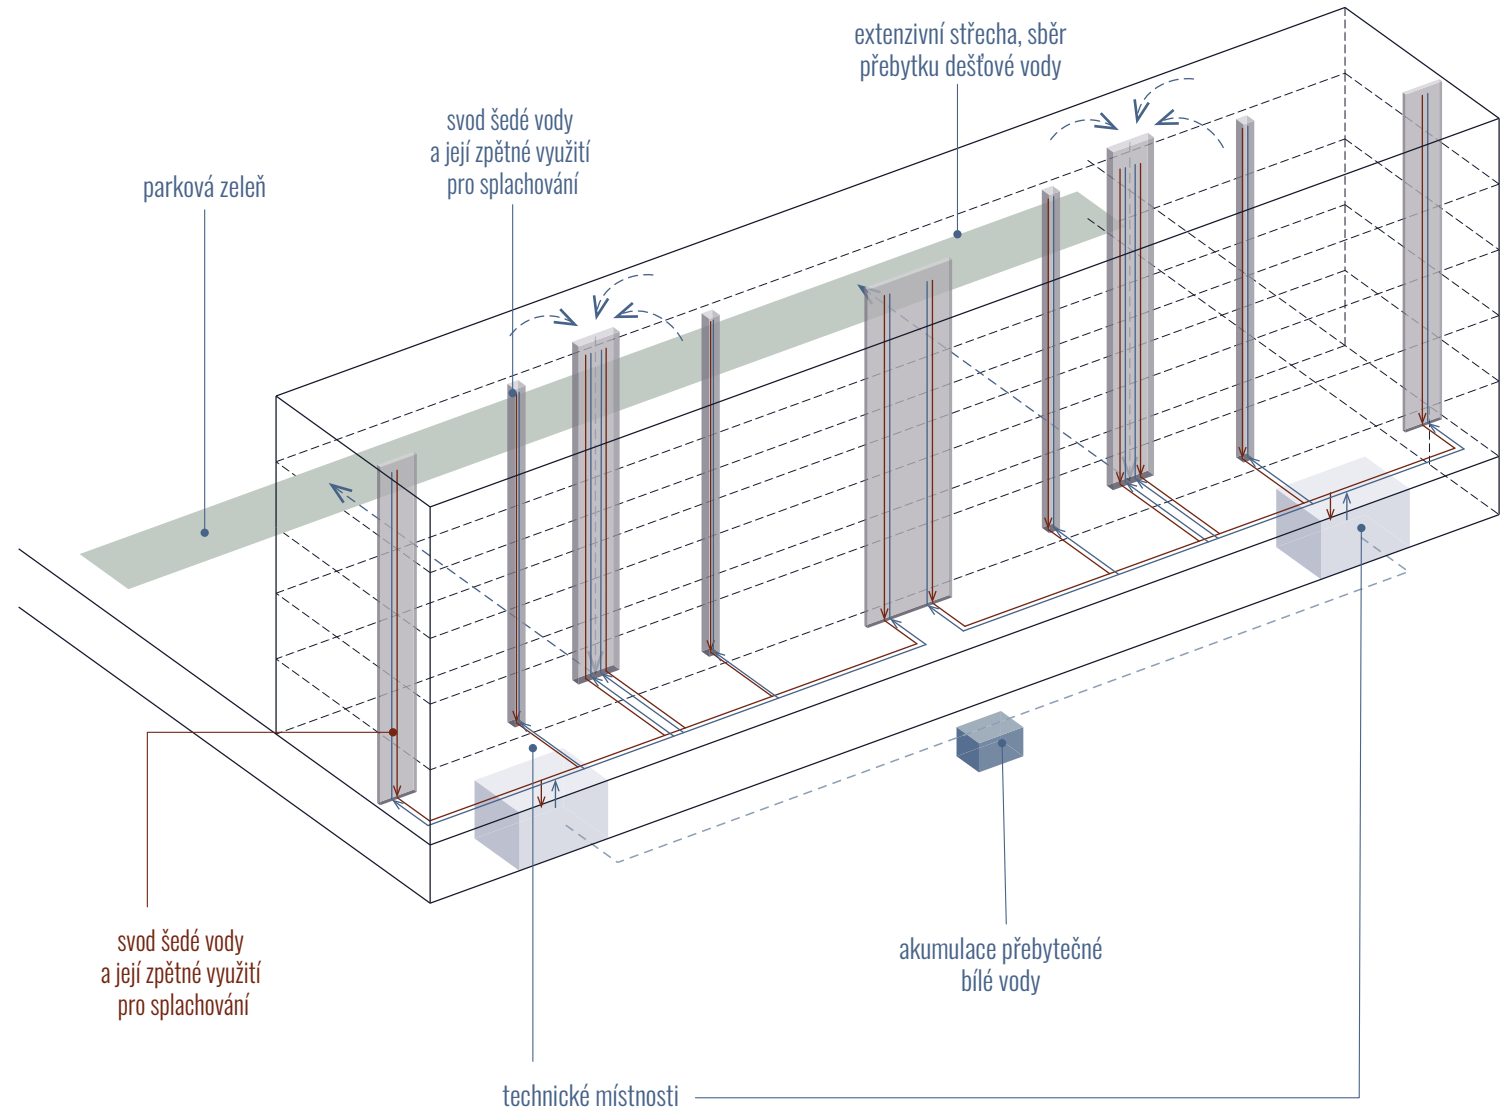 extenzivní střecha, sběr
přebytku dešťové vody
svod šedé vody
a její zpětné využití
pro splachování
parková zeleň
svod šedé vody
a její zpětné využití
pro splachování
akumulace přebytečné
bílé vody
technické místnosti